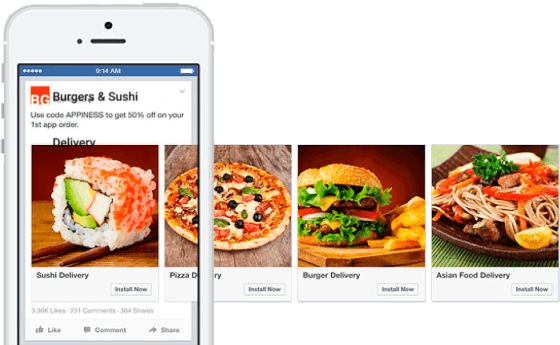 9:14 AM
BG
Burgers & Sushi
Use code APPINESS to get 50% off on your
1st app order.
Delivery
Sushi Delivery
Install Now
Pizza Delivery
Install Now
Burger Delivery
Install Now
Asian Food Delivery
Install Now
3.36K Likes · 251 Comments · 364 Shares
Like
Comment
Share